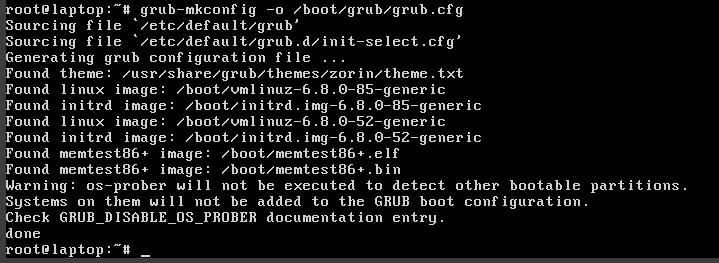 root@laptop:~# grub-mkconfig -o /boot/grub/grub.cfg
Sourcing file `/etc/default/grub'
Sourcing file `/etc/default/grub.d/init-select.cfg'
Generating grub configuration file ...
Found theme: /usr/share/grub/themes/zorin/theme.txt
Found linux image: /boot/vmlinuz-6.8.0-85-generic
Found initrd image: /boot/initrd.img-6.8.0-85-generic
Found linux image: /boot/vmlinuz-6.8.0-52-generic
Found initrd image: /boot/initrd.img-6.8.0-52-generic
Found memtest86+ image: /boot/memtest86+.elf
Found memtest86+ image: /boot/memtest86+.bin
Warning: os-prober will not be executed to detect other bootable partitions.
Systems on them will not be added to the GRUB boot configuration.
Check GRUB_DISABLE_OS_PROBER documentation entry.
done
root@laptop:~# _